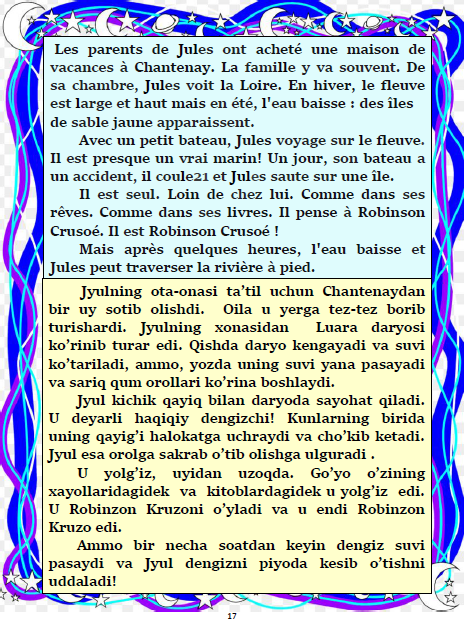 Les parents de Jules ont acheté une maison de
vacances à Chantenay. La famille y va souvent. De
sa chambre, Jules voit la Loire. En hiver, le fleuve
est large et haut mais en été, l'eau baisse : des îles
de sable jaune apparaissent.
Avec un petit bateau, Jules voyage sur le fleuve.
Il est presque un vrai marin! Un jour, son bateau a
un accident, il coule21 et Jules saute sur une île.
Il est seul. Loin de chez lui. Comme dans ses
rêves. Comme dans ses livres. Il pense à Robinson
Crusoé. Il est Robinson Crusoé !
Mais après quelques heures, l'eau baisse et
Jules peut traverser la rivière à pied.
Jyulning ota-onasi ta’til uchun Chantenaydan
bir uy sotib olishdi. Oila u yerga tez-tez borib
turishardi. Jyulning xonasidan Luara daryosi
ko’rinib turar edi. Qishda daryo kengayadi va suvi
ko’tariladi, ammo, yozda uning suvi yana pasayadi
va sariq qum orollari ko’rina boshlaydi.
Jyul kichik qayiq bilan daryoda sayohat qiladi.
U deyarli haqiqiy dengizchi! Kunlarning birida
uning qayig’i halokatga uchraydi va cho’kib ketadi.
Jyul esa orolga sakrab o’tib olishga ulguradi .
U yolg’iz, uyidan uzoqda. Go’yo o’zining
xayollaridagidek va kitoblardagidek u yolg’iz edi.
U Robinzon Kruzoni o’yladi va u endi Robinzon
Kruzo edi.
Ammo bir necha soatdan keyin dengiz suvi
pasaydi va Jyul dengizni piyoda kesib o’tishni
uddaladi!
17